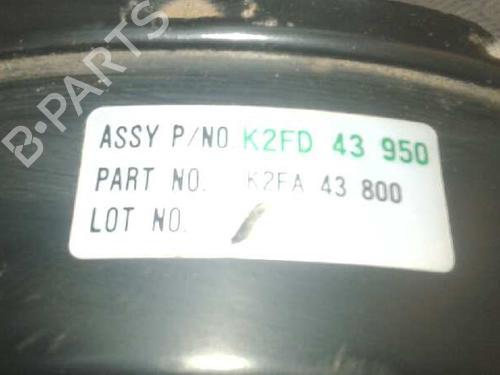 B-PARTS
ASSY P/NO. K2FD 43 950
PART NO. K2FA 43 800
LOT NO.